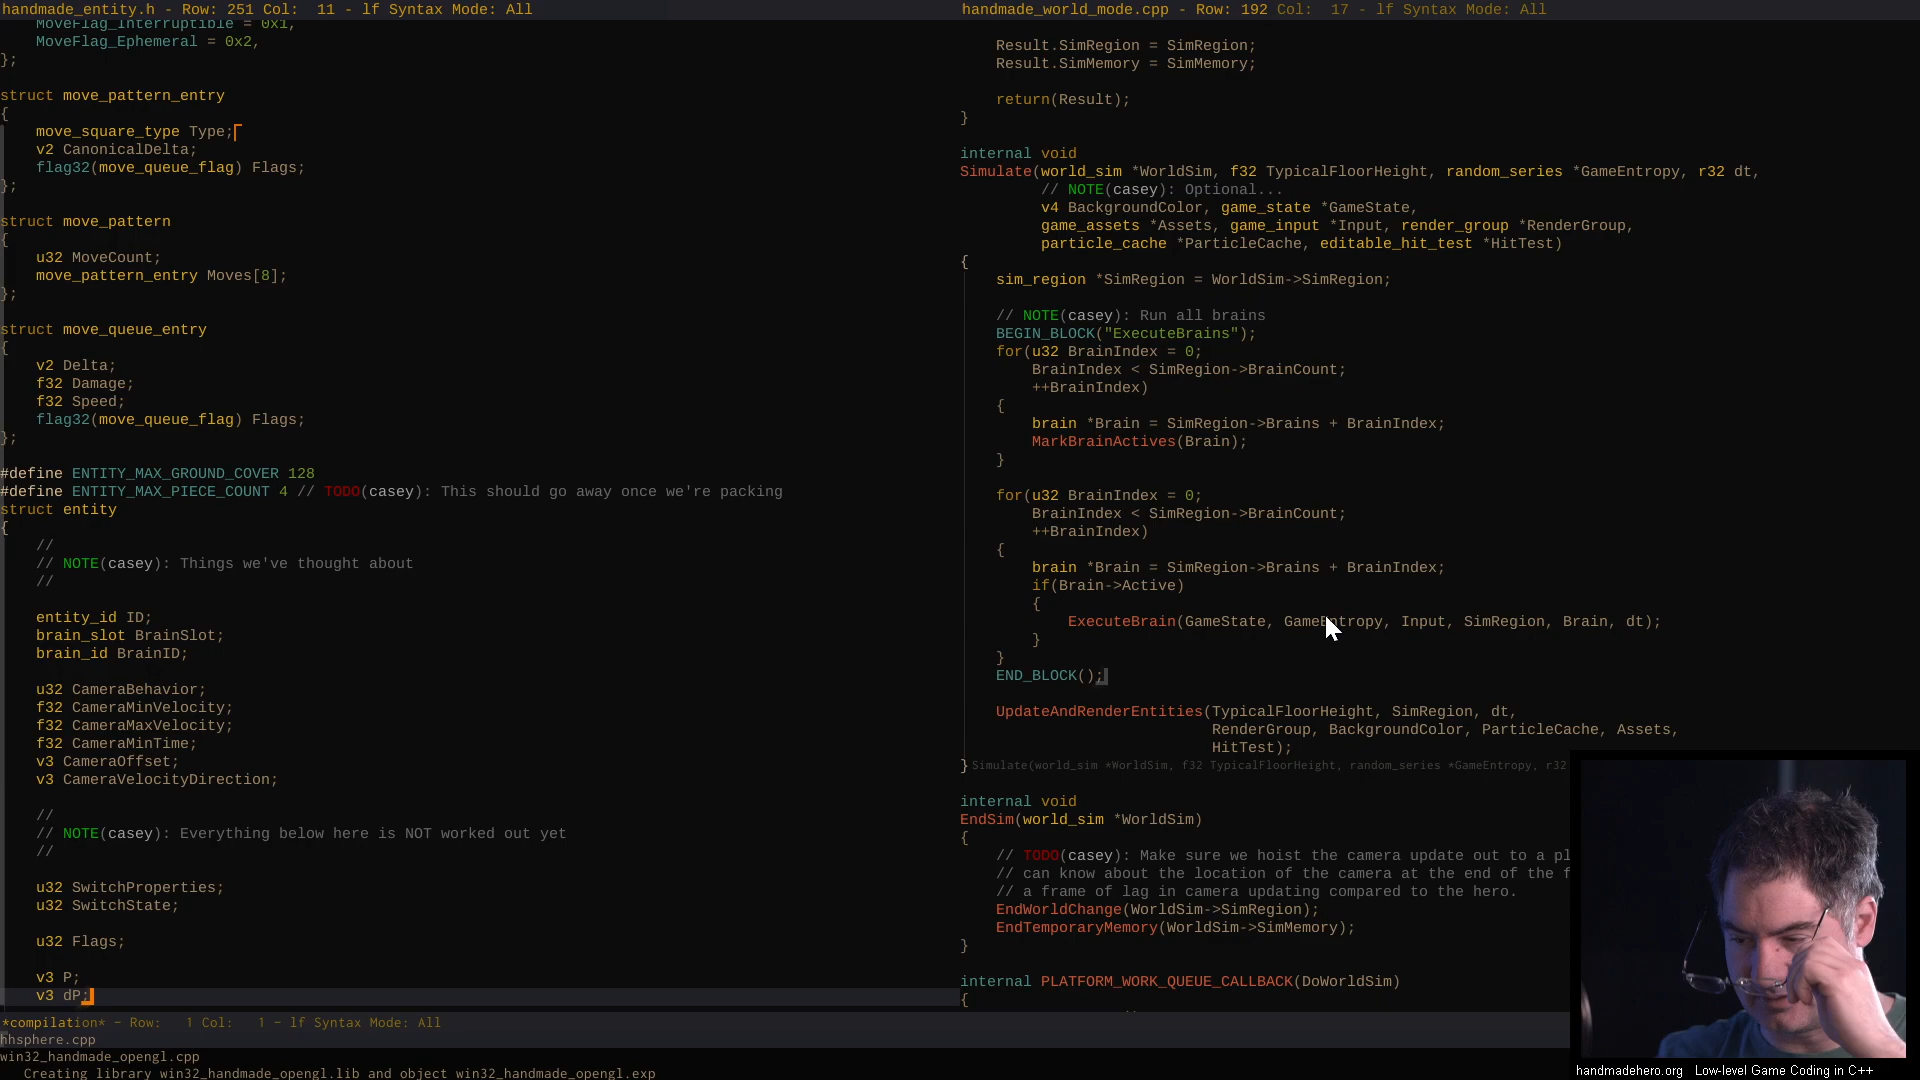 handmade_entity.h - Row: 251 Col:  11 - lf Syntax Mode: All
    MoveFlag_Interruptible = 0x1,
    MoveFlag_Ephemeral = 0x2,
};
struct move_pattern_entry
{
    move_square_type Type;
    v2 CanonicalDelta;
    flag32(move_queue_flag) Flags;
};
struct move_pattern
{
    u32 MoveCount;
    move_pattern_entry Moves[8];
};
struct move_queue_entry
{
    v2 Delta;
    f32 Damage;
    f32 Speed;
    flag32(move_queue_flag) Flags;
};
#define ENTITY_MAX_GROUND_COVER 128
#define ENTITY_MAX_PIECE_COUNT 4 // TODO(casey): This should go away once we're packing
struct entity
{
    //
    // NOTE(casey): Things we've thought about
    //
    entity_id ID;
    brain_slot BrainSlot;
    brain_id BrainID;
    u32 CameraBehavior;
    f32 CameraMinVelocity;
    f32 CameraMaxVelocity;
    f32 CameraMinTime;
    v3 CameraOffset;
    v3 CameraVelocityDirection;
    //
    // NOTE(casey): Everything below here is NOT worked out yet
    //
    u32 SwitchProperties;
    u32 SwitchState;
    u32 Flags;
    v3 P;
    v3 dP;
handmade_world_mode.cpp - Row: 192 Col:  17 - lf Syntax Mode: All
    Result.SimRegion = SimRegion;
    Result.SimMemory = SimMemory;
    return(Result);
}
internal void
Simulate(world_sim *WorldSim, f32 TypicalFloorHeight, random_series *GameEntropy, r32 dt,
         // NOTE(casey): Optional...
         v4 BackgroundColor, game_state *GameState,
         game_assets *Assets, game_input *Input, render_group *RenderGroup,
         particle_cache *ParticleCache, editable_hit_test *HitTest)
{
    sim_region *SimRegion = WorldSim->SimRegion;
    // NOTE(casey): Run all brains
    BEGIN_BLOCK("ExecuteBrains");
    for(u32 BrainIndex = 0;
        BrainIndex < SimRegion->BrainCount;
        ++BrainIndex)
    {
        brain *Brain = SimRegion->Brains + BrainIndex;
        MarkBrainActives(Brain);
    }
    for(u32 BrainIndex = 0;
        BrainIndex < SimRegion->BrainCount;
        ++BrainIndex)
    {
        brain *Brain = SimRegion->Brains + BrainIndex;
        if(Brain->Active)
        {
            ExecuteBrain(GameState, GameEntropy, Input, SimRegion, Brain, dt);
        }
    }
    END_BLOCK();
    UpdateAndRenderEntities(TypicalFloorHeight, SimRegion, dt,
                            RenderGroup, BackgroundColor, ParticleCache, Assets,
                            HitTest);
} Simulate(world_sim *WorldSim, f32 TypicalFloorHeight, random_series *GameEntropy, r32
internal void
EndSim(world_sim *WorldSim)
{
    // TODO(casey): Make sure we hoist the camera update out to a pl
    // can know about the location of the camera at the end of the f
    // a frame of lag in camera updating compared to the hero.
    EndWorldChange(WorldSim->SimRegion);
    EndTemporaryMemory(WorldSim->SimMemory);
}
internal PLATFORM_WORK_QUEUE_CALLBACK(DoWorldSim)
{
*compilation* - Row:   1 Col:   1 - lf Syntax Mode: All
hhsphere.cpp
win32_handmade_opengl.cpp
   Creating library win32_handmade_opengl.lib and object win32_handmade_opengl.exp
handmadehero.org   Low-level Game Coding in C++